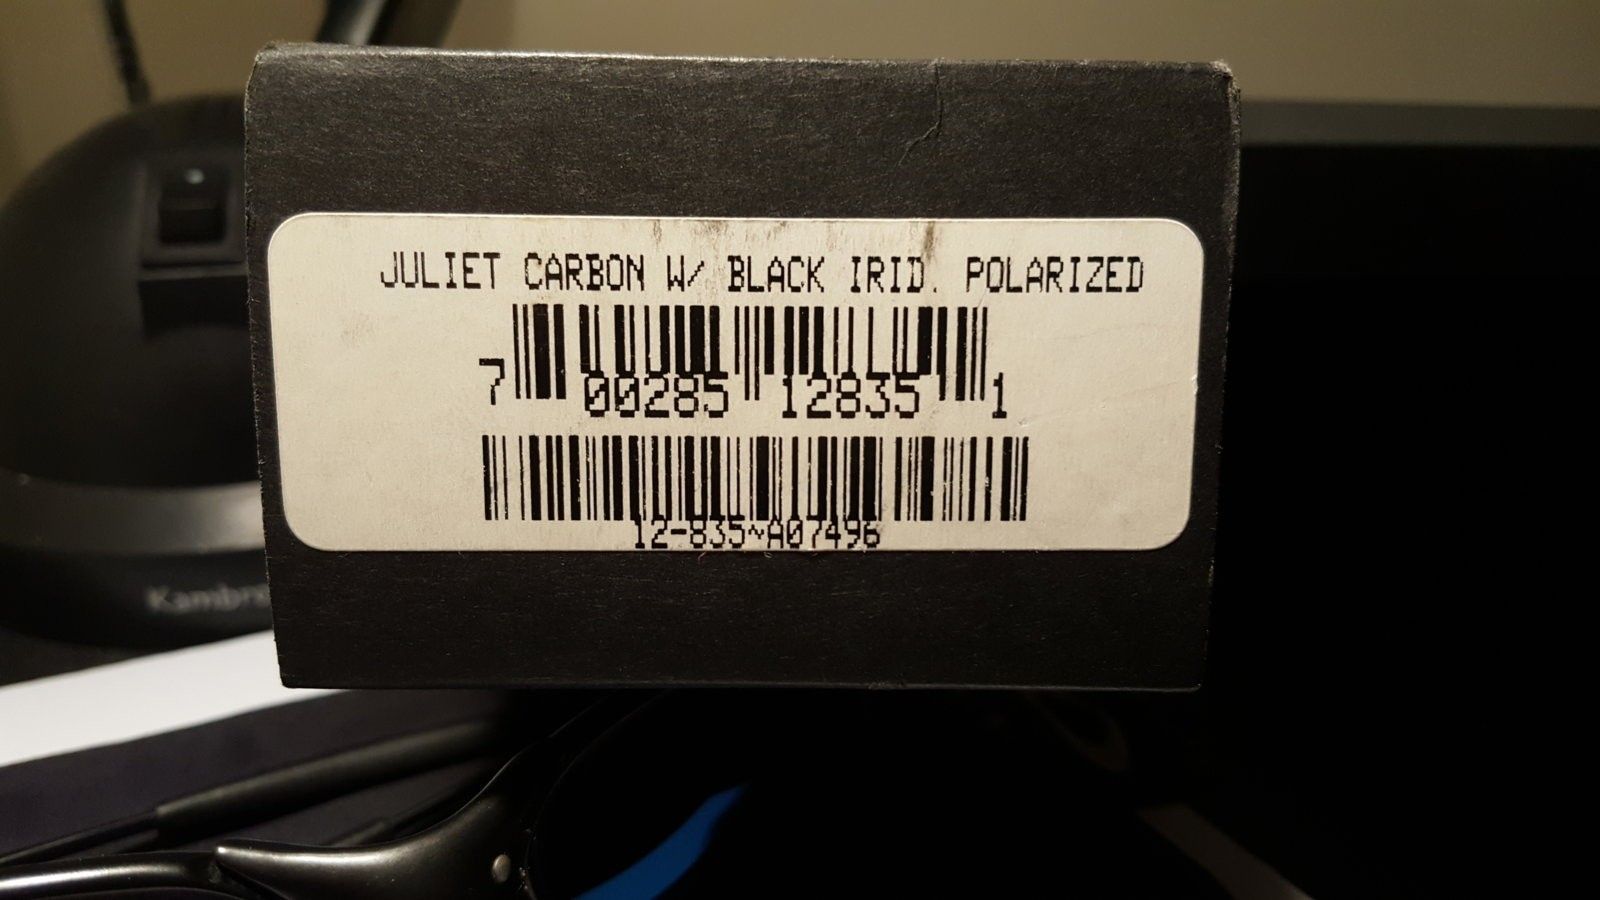 JULIET CARBON W/ BLACK IRID. POLARIZED
7 00285 12835 1
12-835~A07496